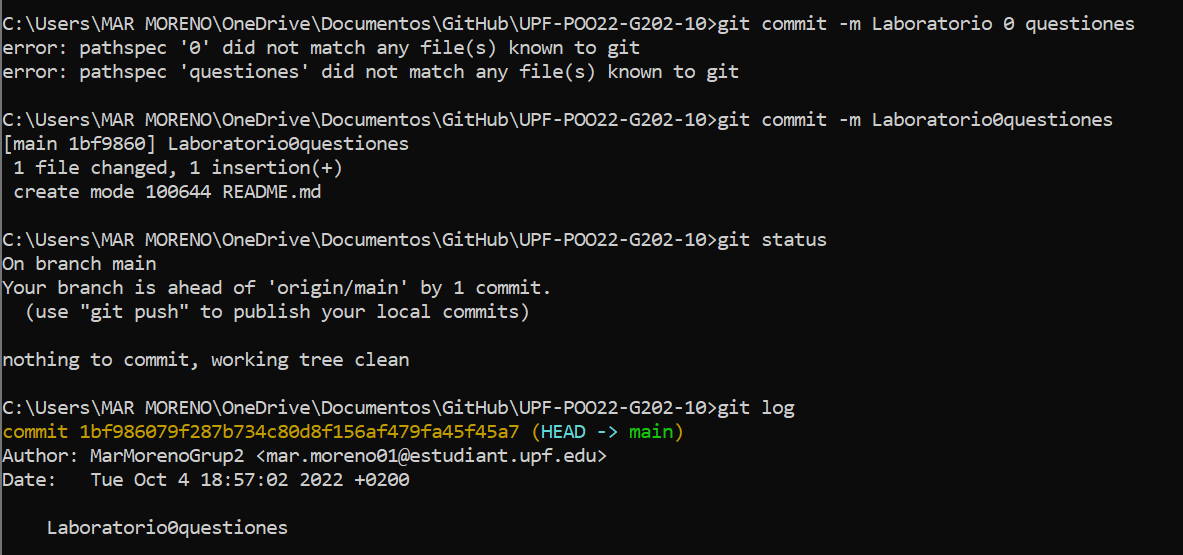 C:\Users\MAR MORENO\OneDrive\Documentos\GitHub\UPF-POO22-G202-10>git commit -m Laboratorio 0 questiones
error: pathspec '0' did not match any file(s) known to git
error: pathspec 'questiones' did not match any file(s) known to git
C:\Users\MAR MORENO\OneDrive\Documentos\GitHub\UPF-POO22-G202-10>git commit -m Laboratorio0questiones
[main 1bf9860] Laboratorio0questiones
1 file changed, 1 insertion(+)
create mode 100644 README.md
C:\Users\MAR MORENO\OneDrive\Documentos\GitHub\UPF-POO22-G202-10>git status
On branch main
Your branch is ahead of 'origin/main' by 1 commit.
(use "git push" to publish your local commits)
nothing to commit, working tree clean
C:\Users\MAR MORENO\OneDrive\Documentos\GitHub\UPF-POO22-G202-10>git log
commit 1bf986079f287b734c80d8f156af479fa45f45a7 (HEAD -> main)
Author: MarMorenoGrup2 <mar.moreno01@estudiant.upf.edu>
Date:   Tue Oct 4 18:57:02 2022 +0200
Laboratorio0questiones